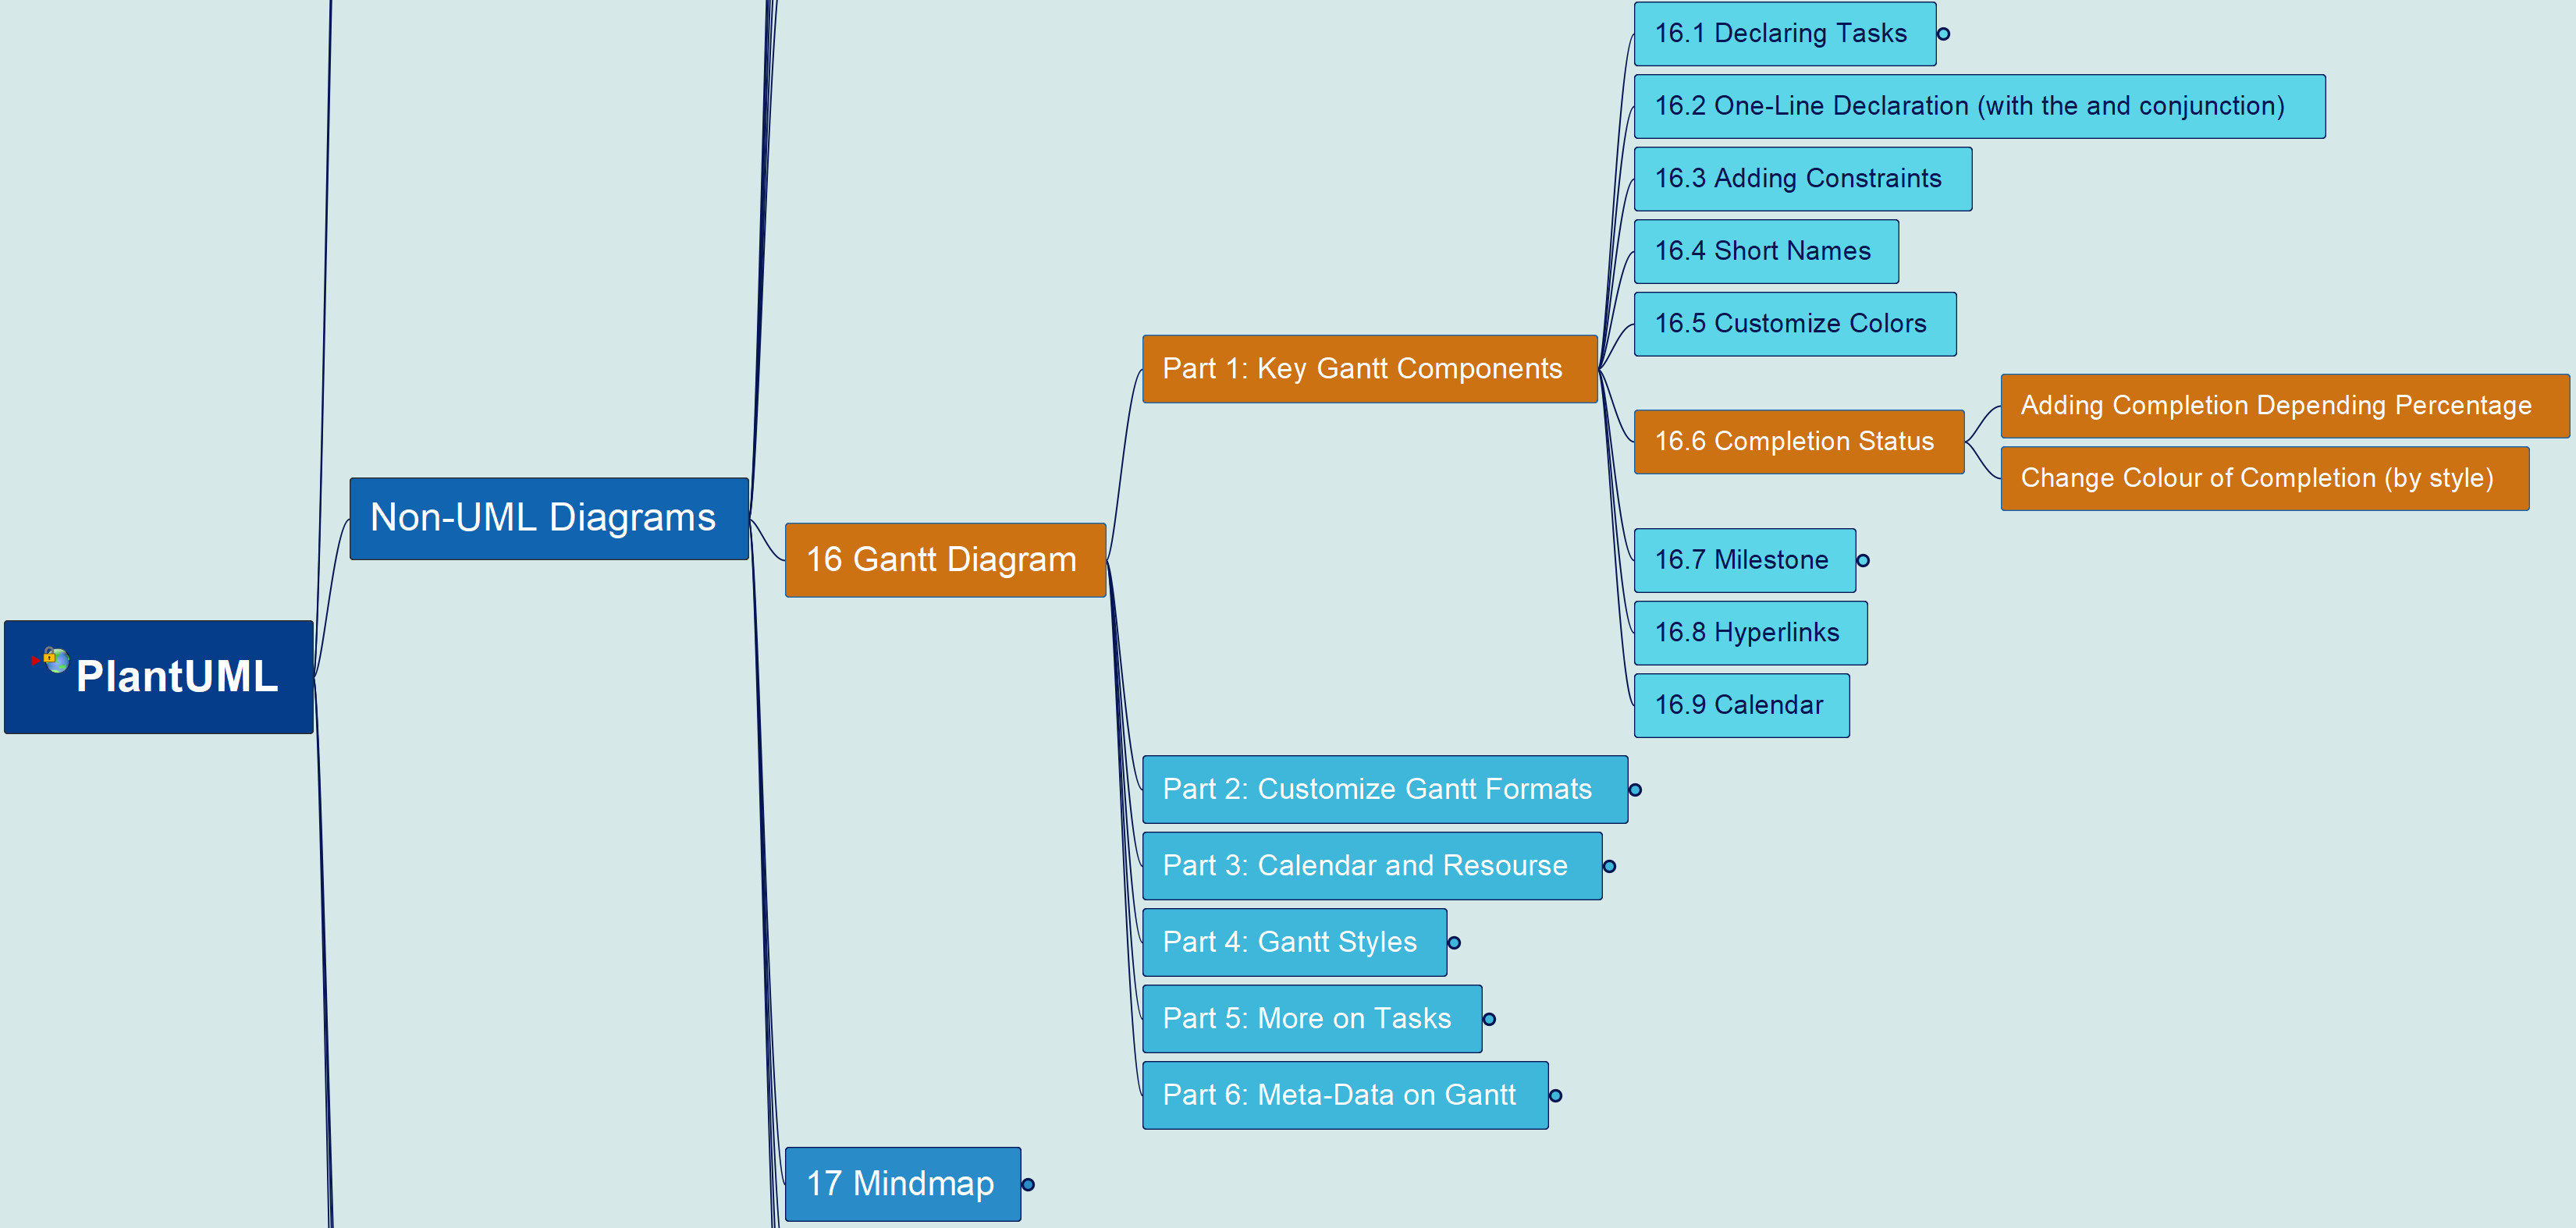 PlantUML
Non-UML Diagrams
16 Gantt Diagram
Part 1: Key Gantt Components
16.1 Declaring Tasks
16.2 One-Line Declaration (with the and conjunction)
16.3 Adding Constraints
16.4 Short Names
16.5 Customize Colors
16.6 Completion Status
Adding Completion Depending Percentage
Change Colour of Completion (by style)
16.7 Milestone
16.8 Hyperlinks
16.9 Calendar
Part 2: Customize Gantt Formats
Part 3: Calendar and Resourse
Part 4: Gantt Styles
Part 5: More on Tasks
Part 6: Meta-Data on Gantt
17 Mindmap